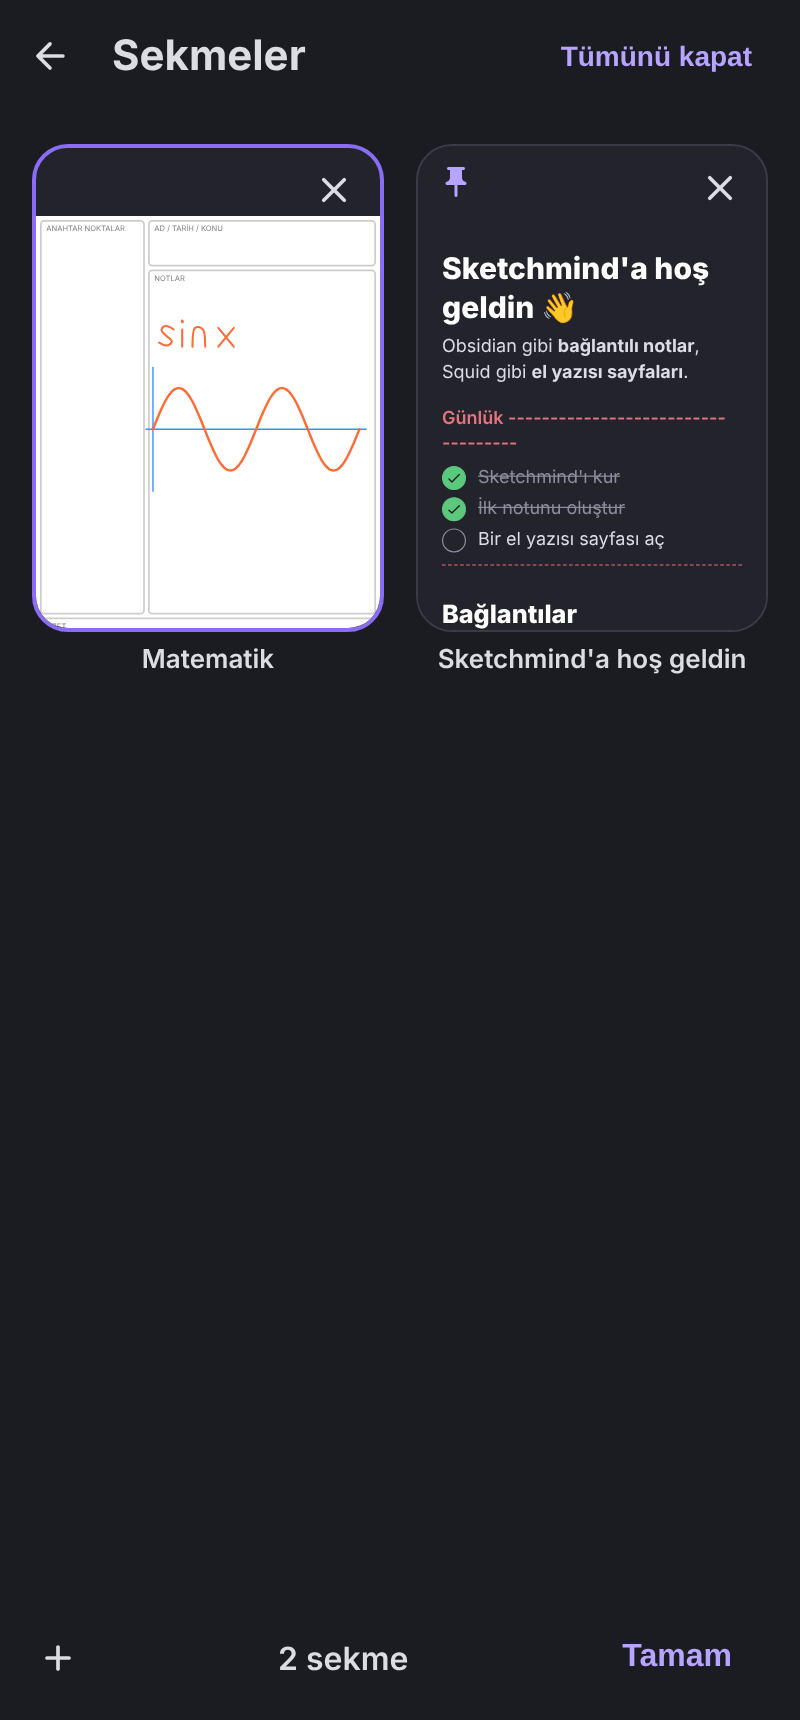 Sekmeler
Tümünü kapat
ANAHTAR NOKTALAR
AD / TARİH / KONU
NOTLAR
sin x
Matematik
Sketchmind'a hoş
geldin 👋
Obsidian gibi bağlantılı notlar,
Squid gibi el yazısı sayfaları.
Günlük --------------------------
---------
Sketchmind'ı kur
İlk notunu oluştur
Bir el yazısı sayfası aç
Bağlantılar
Sketchmind'a hoş geldin
2 sekme
Tamam